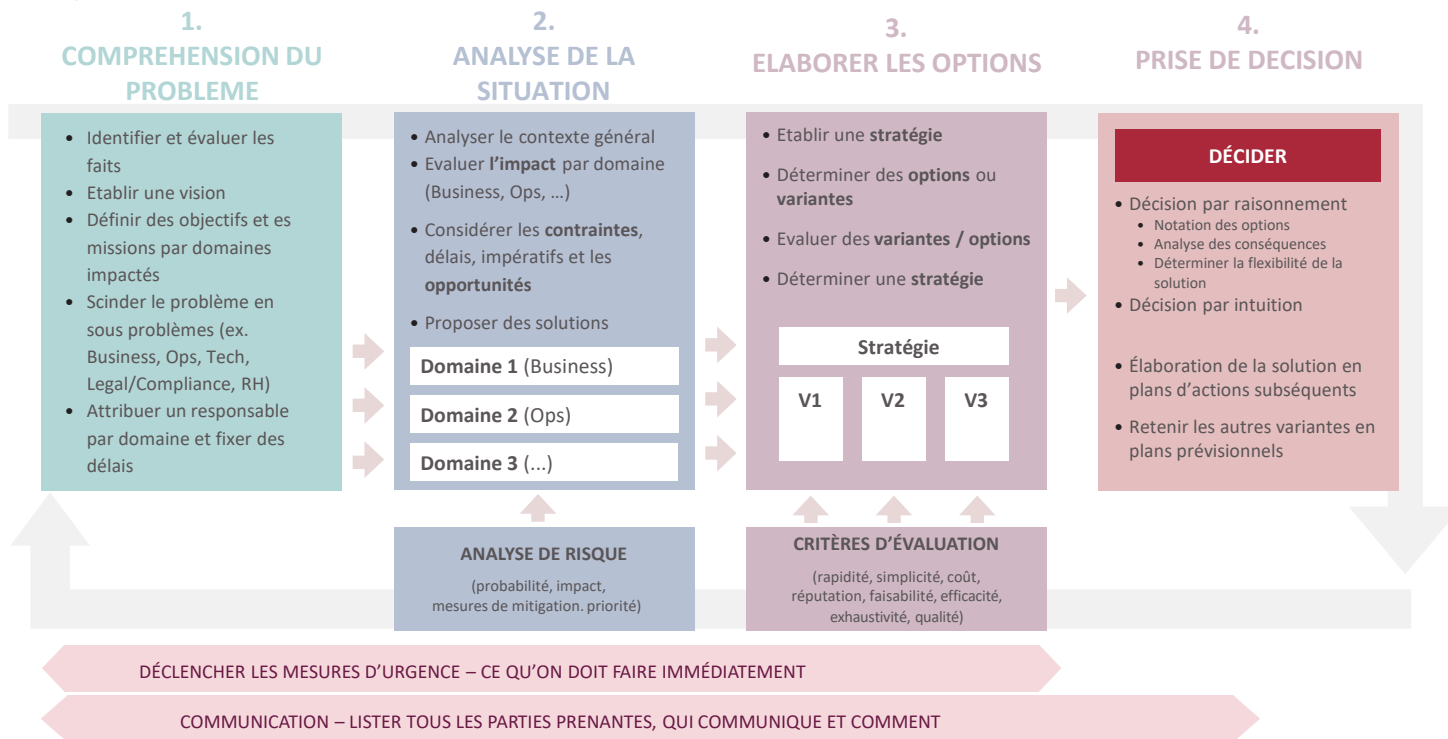 1.
COMPREHENSION DU
PROBLEME
• Identifier et évaluer les
faits
• Etablir une vision
• Définir des objectifs et es
missions par domaines
impactés
• Scinder le problème en
sous problèmes (ex.
Business, Ops, Tech,
Legal/Compliance, RH)
• Attribuer un responsable
par domaine et fixer des
délais
2.
ANALYSE DE LA
SITUATION
• Analyser le contexte général
• Evaluer l’impact par domaine
(Business, Ops, …)
• Considérer les contraintes,
délais, impératifs et les
opportunités
• Proposer des solutions
Domaine 1 (Business)
Domaine 2 (Ops)
Domaine 3 (...)
ANALYSE DE RISQUE
(probabilité, impact,
mesures de mitigation. priorité)
3.
ELABORER LES OPTIONS
• Etablir une stratégie
• Déterminer des options ou
variantes
• Evaluer des variantes / options
• Déterminer une stratégie
Stratégie
V1 V2 V3
CRITÈRES D’ÉVALUATION
(rapidité, simplicité, coût,
réputation, faisabilité, efficacité,
exhaustivité, qualité)
4.
PRISE DE DECISION
DÉCIDER
• Décision par raisonnement
• Notation des options
• Analyse des conséquences
• Déterminer la flexibilité de la
solution
• Décision par intuition
• Élaboration de la solution en
plans d’actions subséquents
• Retenir les autres variantes en
plans prévisionnels
DÉCLENCHER LES MESURES D’URGENCE – CE QU’ON DOIT FAIRE IMMÉDIATEMENT
COMMUNICATION – LISTER TOUS LES PARTIES PRENANTES, QUI COMMUNIQUE ET COMMENT